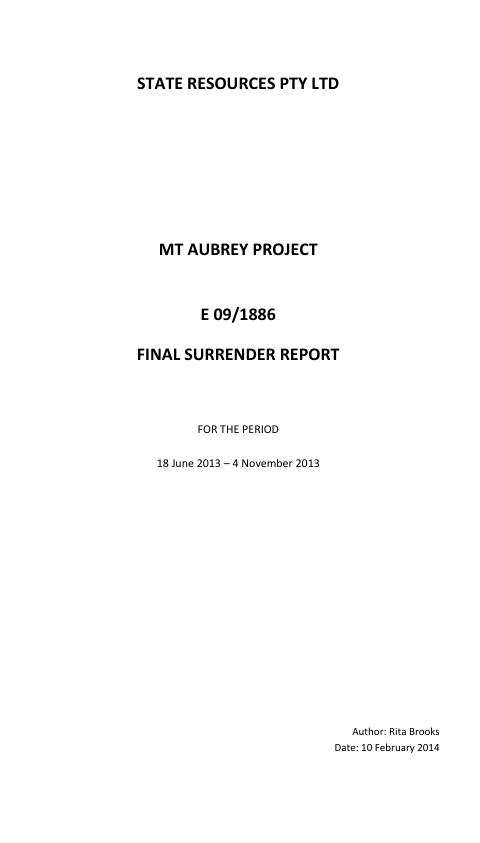 STATE RESOURCES PTY LTD
MT AUBREY PROJECT
E 09/1886
FINAL SURRENDER REPORT
FOR THE PERIOD
18 June 2013 – 4 November 2013
Author: Rita Brooks
Date: 10 February 2014